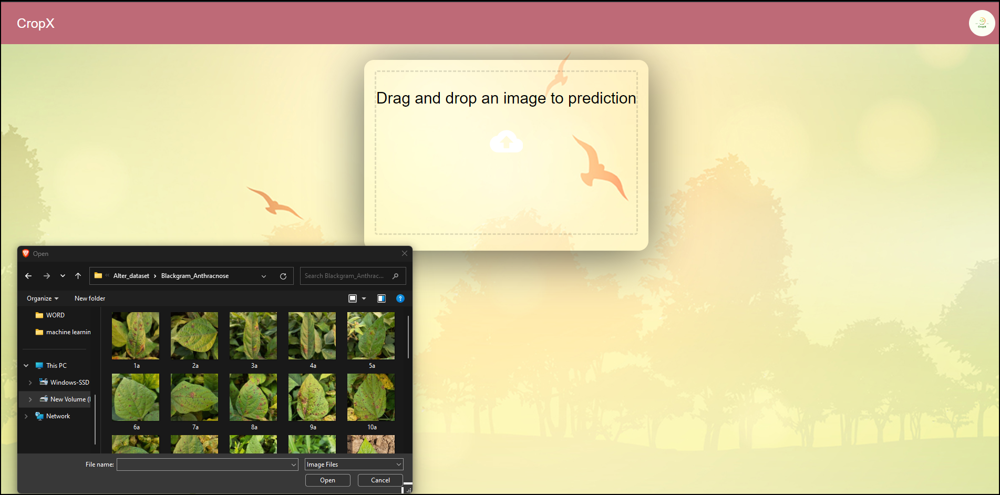 CropX
CropX
Drag and drop an image to prediction
Open
Alter_dataset > Blackgram_Anthracnose
Search Blackgram_Anthrac...
Organize
New folder
WORD
machine learnin
This PC
Windows-SSD
New Volume (
Network
1a
2a
3a
4a
5a
6a
7a
8a
9a
10a
File name:
Image Files
Open
Cancel